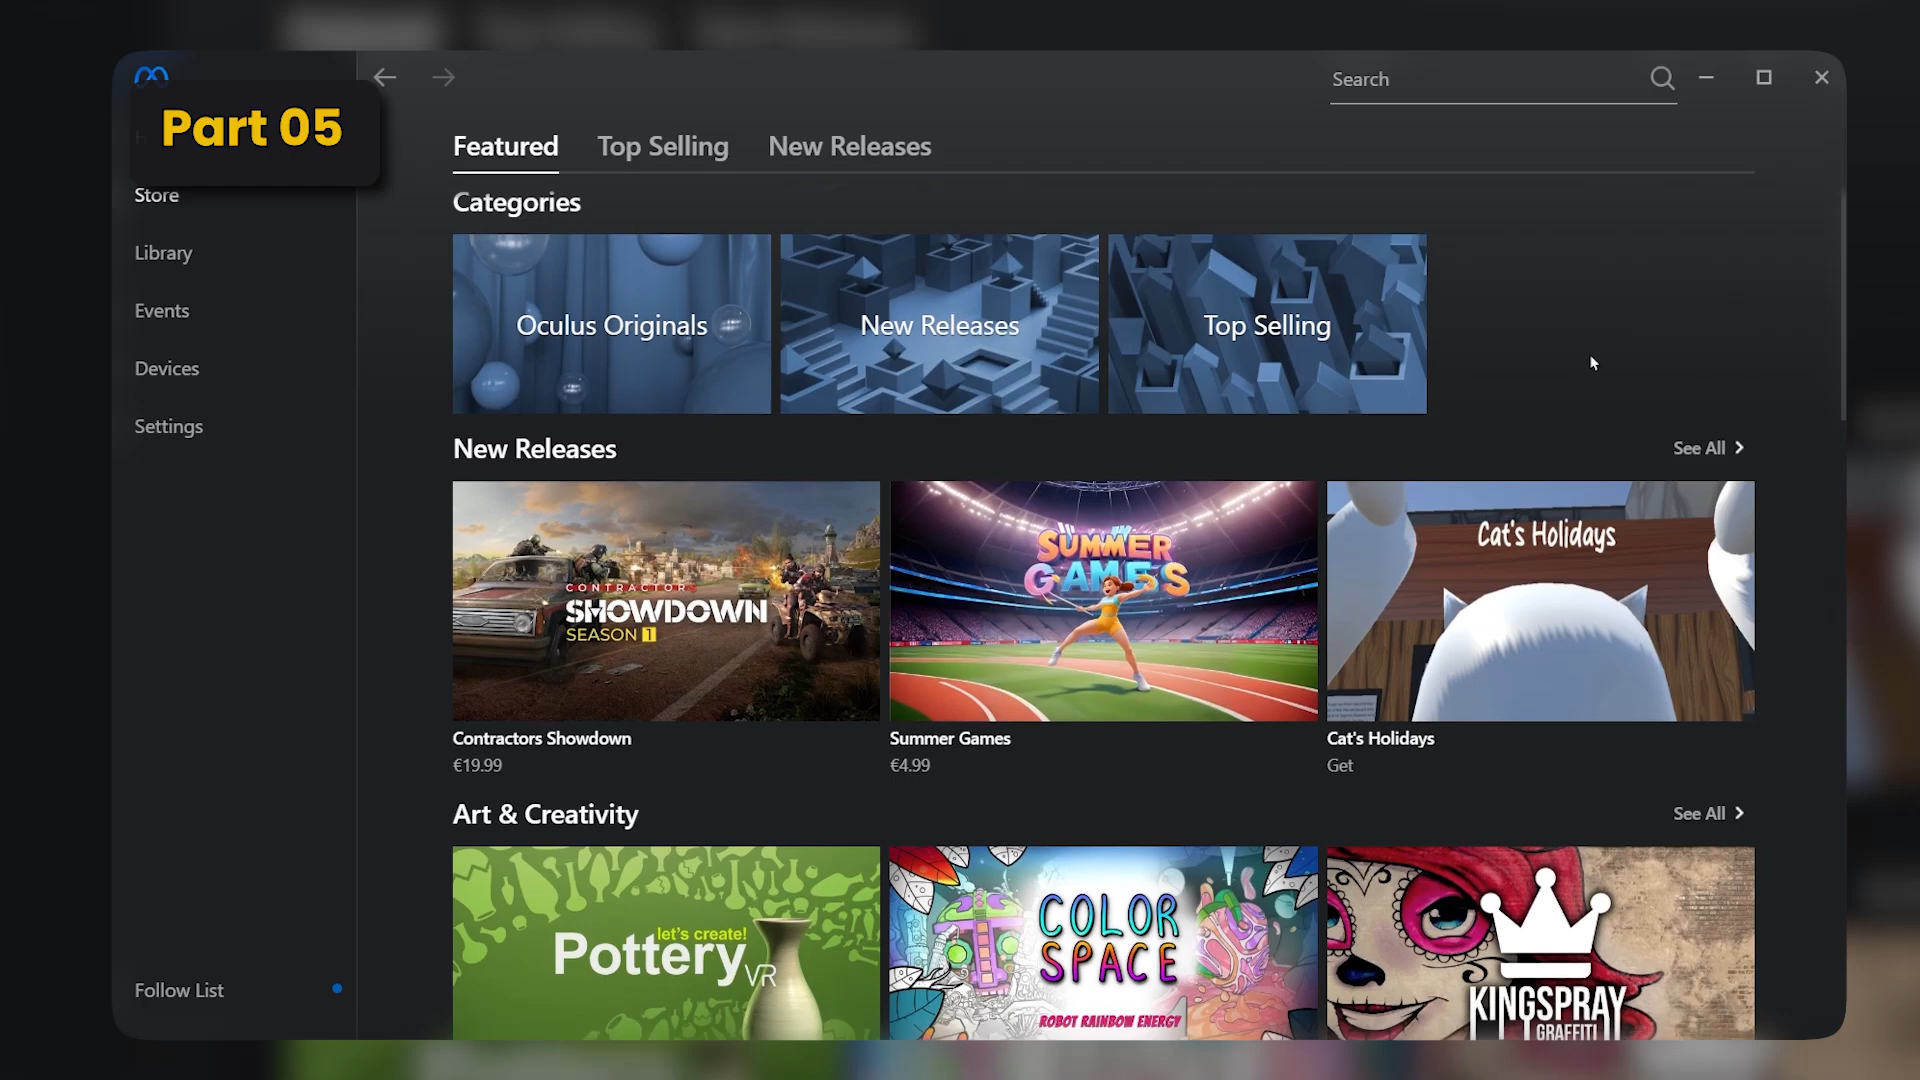 Part 05
Search
Featured
Top Selling
New Releases
Store
Library
Events
Devices
Settings
Follow List
Categories
Oculus Originals
New Releases
Top Selling
New Releases
See All
CONTRACTORS
SHOWDOWN
SEASON 1
SUMMER
GAMES
Cat's Holidays
Contractors Showdown
€19.99
Summer Games
€4.99
Cat's Holidays
Get
Art & Creativity
See All
let's create!
Pottery VR
COLOR
SPACE
ROBOT RAINBOW ENERGY
KINGSPRAY
GRAFFITI